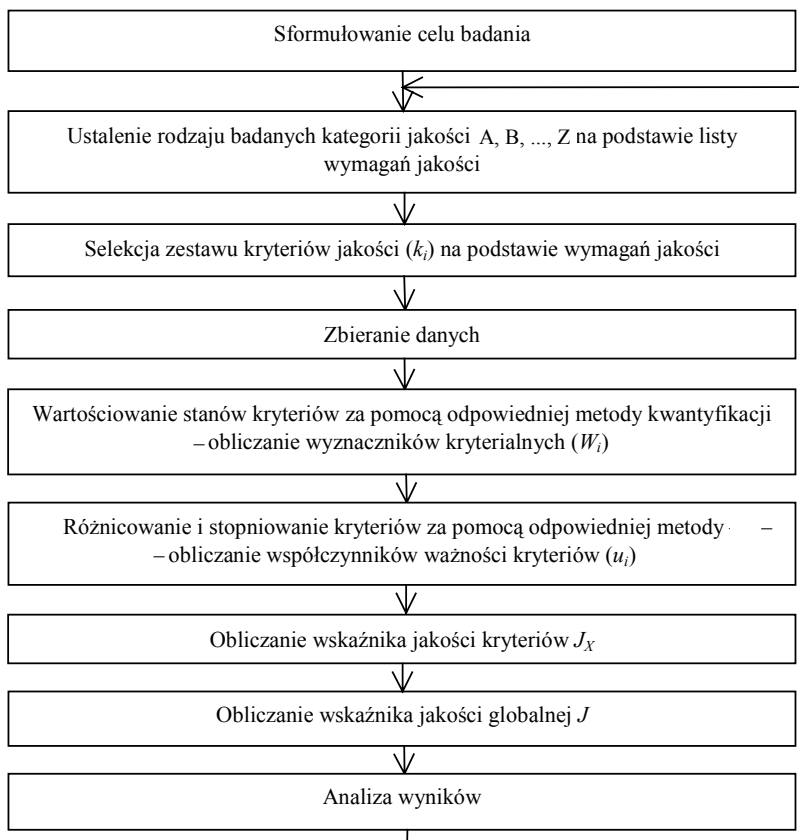 Sformułowanie celu badania
Ustalenie rodzaju badanych kategorii jakości A, B, ..., Z na podstawie listy
wymagań jakości
Selekcja zestawu kryteriów jakości (kᵢ) na podstawie wymagań jakości
Zbieranie danych
Wartościowanie stanów kryteriów za pomocą odpowiedniej metody kwantyfikacji
– obliczanie wyznaczników kryterialnych (Wᵢ)
Różnicowanie i stopniowanie kryteriów za pomocą odpowiedniej metody –
– obliczanie współczynników ważności kryteriów (uᵢ)
Obliczanie wskaźnika jakości kryteriów J_X
Obliczanie wskaźnika jakości globalnej J
Analiza wyników